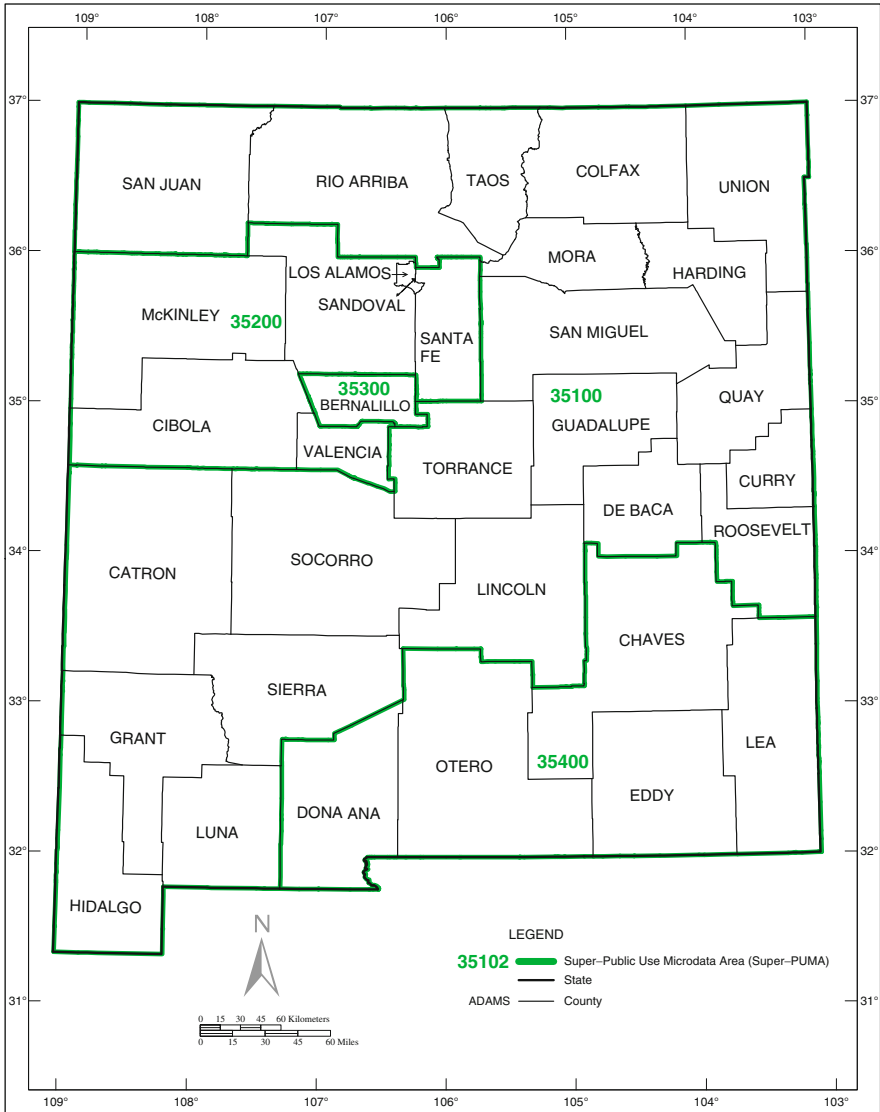 109° 108° 107° 106° 105° 104° 103°
37° 37°
SAN JUAN
RIO ARRIBA
TAOS
COLFAX
UNION
36° 36°
MORA
HARDING
LOS ALAMOS
SANDOVAL
McKINLEY
35200
SANTA
FE
SAN MIGUEL
35300
BERNALILLO
35100
GUADALUPE
QUAY
35° 35°
CIBOLA
VALENCIA
TORRANCE
CURRY
DE BACA
ROOSEVELT
34° 34°
CATRON
SOCORRO
LINCOLN
CHAVES
SIERRA
33° 33°
GRANT
OTERO
35400
LEA
EDDY
DONA ANA
LUNA
32° 32°
HIDALGO
N
LEGEND
35102 Super–Public Use Microdata Area (Super–PUMA)
State
ADAMS County
31° 31°
0 15 30 45 60 Kilometers
0 15 30 45 60 Miles
109° 108° 107° 106° 105° 104° 103°